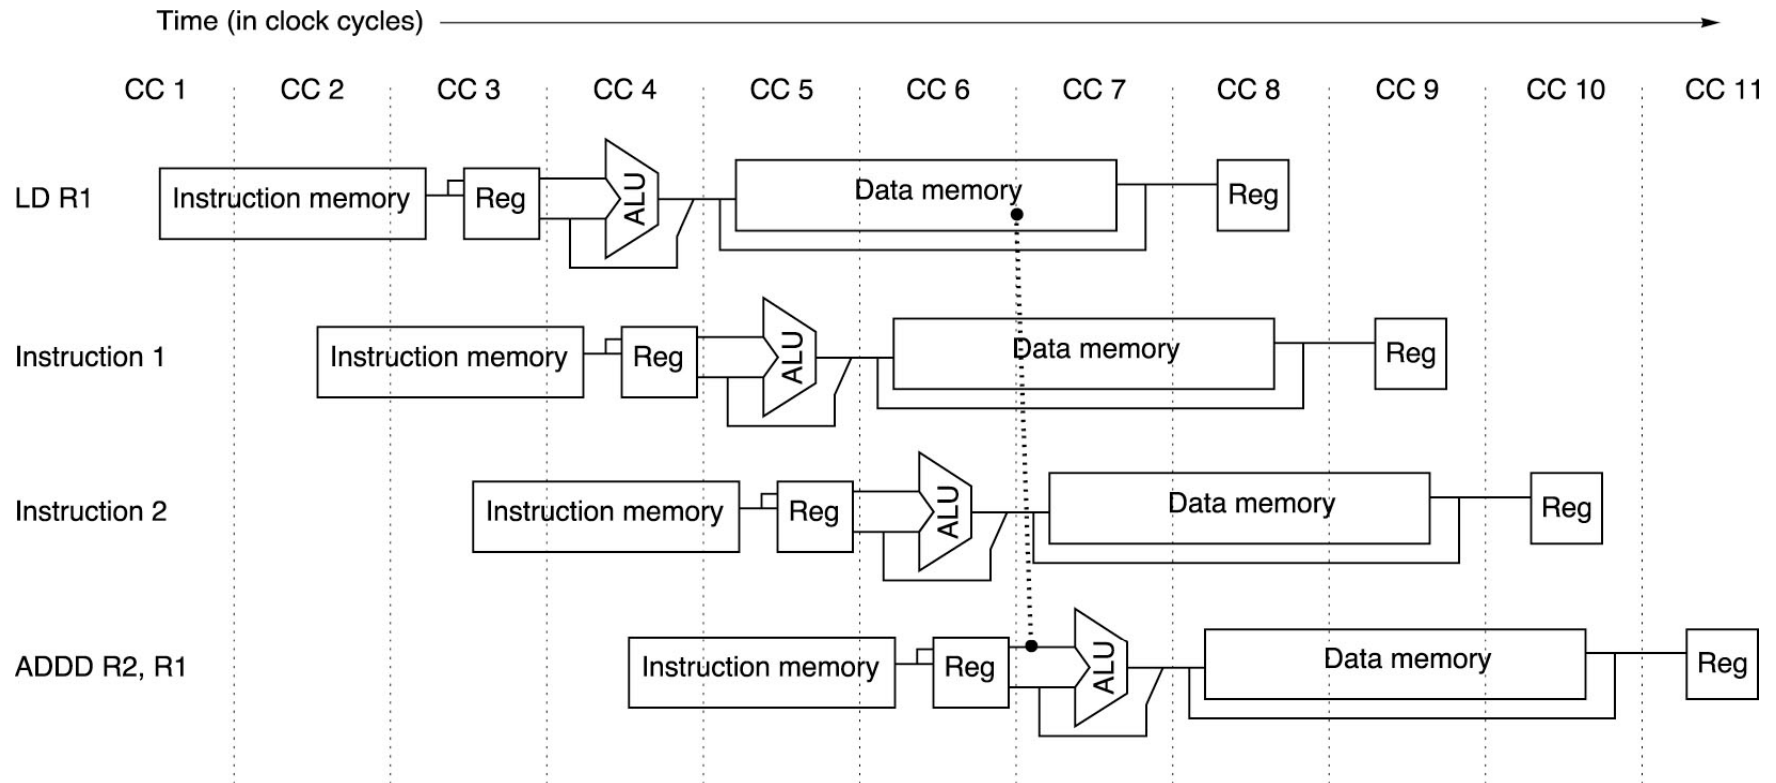 Time (in clock cycles)
CC 1 CC 2 CC 3 CC 4 CC 5 CC 6 CC 7 CC 8 CC 9 CC 10 CC 11
LD R1 Instruction memory Reg ALU Data memory Reg
Instruction 1 Instruction memory Reg ALU Data memory Reg
Instruction 2 Instruction memory Reg ALU Data memory Reg
ADDD R2, R1 Instruction memory Reg ALU Data memory Reg